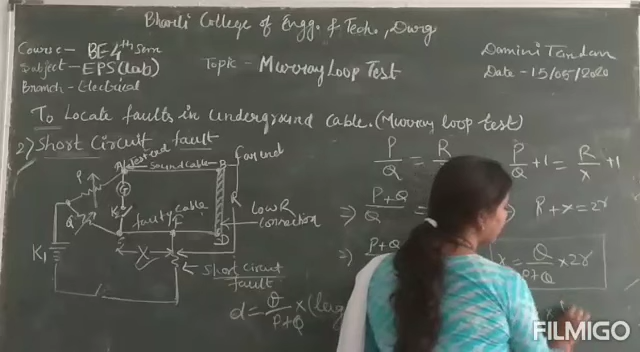 Bharti College of Engg. & Tech., Durg
Course - BE 4th Sem
Subject - EPS (Lab)
Branch - Electrical
Topic - Murray Loop Test
Damini Tandan
Date - 15/05/2020
To Locate faults in underground cable. (Murray loop test)
2) Short Circuit fault
Test end
Sound cable
far end
A
B
P
G
K
R
Q
faulty cable
F
Low R
Connection
C
D
X
K1
Short Circuit
fault
P/Q = R/
P/Q + 1 = R/x + 1
⇒ P+Q/Q =
R + x = 2r
⇒ P+Q
x = Q/P+Q × 2r
d = Q/P+Q × (leng
FILMIGO